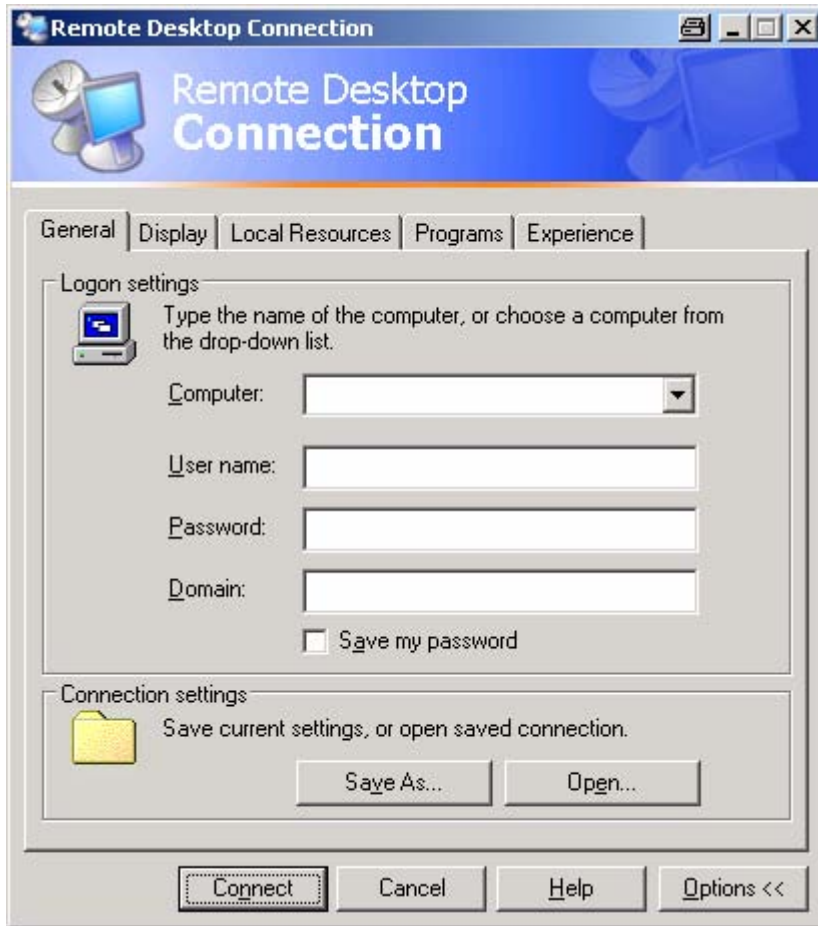 Remote Desktop Connection
Remote Desktop
Connection
General Display Local Resources Programs Experience
Logon settings
Type the name of the computer, or choose a computer from
the drop-down list.
Computer:
User name:
Password:
Domain:
Save my password
Connection settings
Save current settings, or open saved connection.
Save As... Open...
Connect Cancel Help Options <<